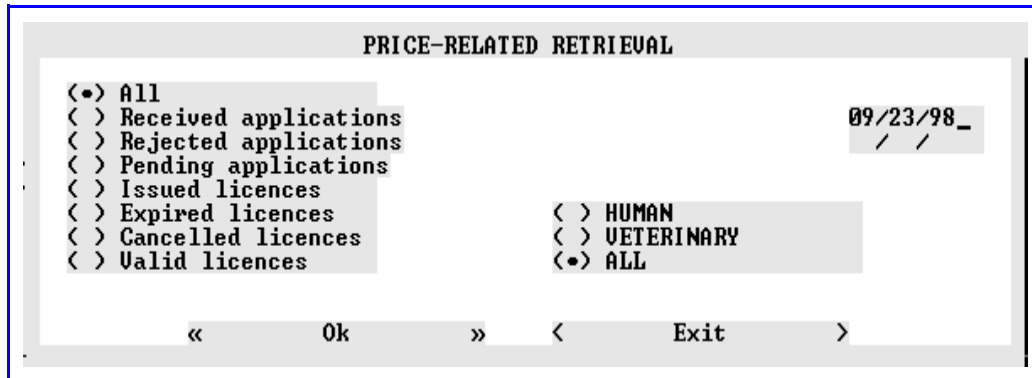 PRICE-RELATED RETRIEVAL
(•) All
( ) Received applications 09/23/98_
( ) Rejected applications / /
( ) Pending applications
( ) Issued licences
( ) Expired licences ( ) HUMAN
( ) Cancelled licences ( ) VETERINARY
( ) Valid licences (•) ALL
« Ok » < Exit >